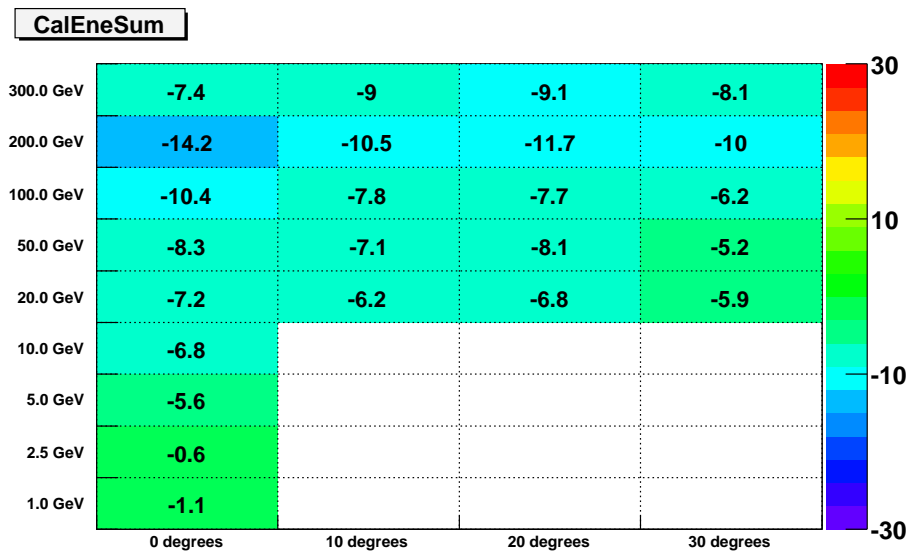 CalEneSum
300.0 GeV -7.4 -9 -9.1 -8.1 30
200.0 GeV -14.2 -10.5 -11.7 -10
100.0 GeV -10.4 -7.8 -7.7 -6.2 10
50.0 GeV -8.3 -7.1 -8.1 -5.2
20.0 GeV -7.2 -6.2 -6.8 -5.9
10.0 GeV -6.8 -10
5.0 GeV -5.6
2.5 GeV -0.6
1.0 GeV -1.1 -30
0 degrees 10 degrees 20 degrees 30 degrees